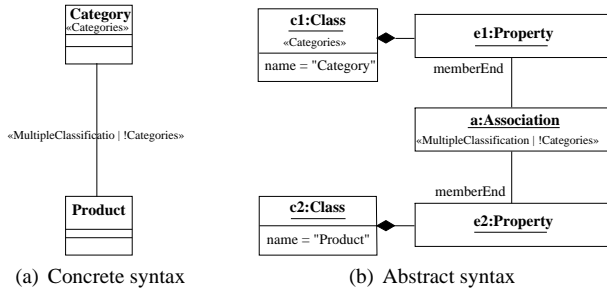 Category
«Categories»
«MultipleClassificatio | !Categories»
Product
(a) Concrete syntax
c1:Class
«Categories»
name = "Category"
e1:Property
memberEnd
a:Association
«MultipleClassification | !Categories»
memberEnd
c2:Class
name = "Product"
e2:Property
(b) Abstract syntax